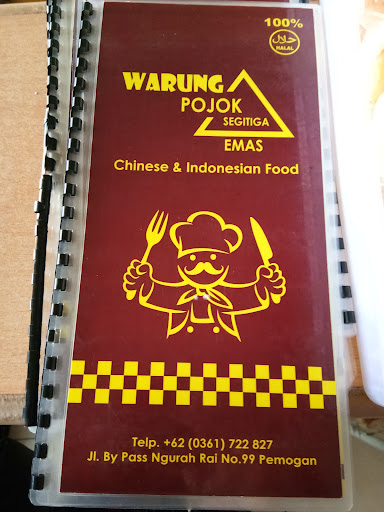 100%
حلال
HALAL
WARUNG
POJOK
SEGITIGA
EMAS
Chinese & Indonesian Food
Telp. +62 (0361) 722 827
Jl. By Pass Ngurah Rai No.99 Pemogan